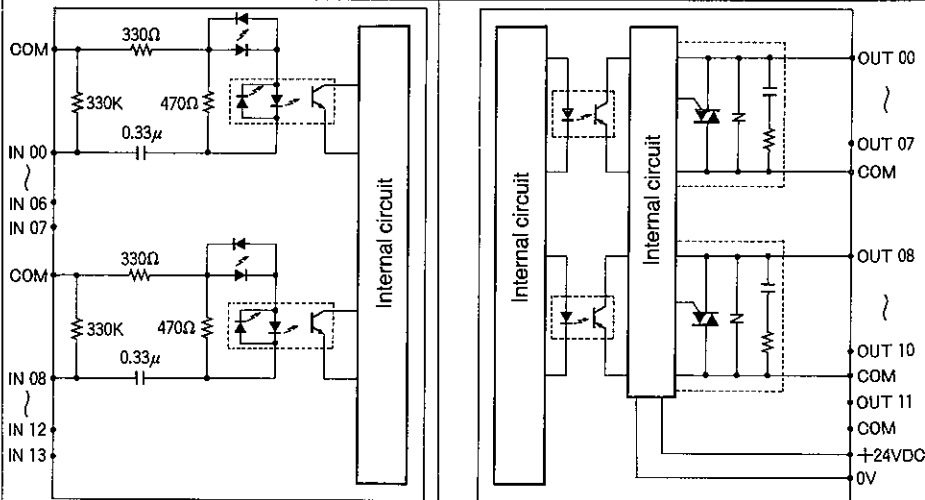 COM
330Ω
330K
470Ω
0.33μ
IN 00
IN 06
IN 07
COM
330Ω
330K
470Ω
0.33μ
IN 08
IN 12
IN 13
Internal circuit
Internal circuit
Internal circuit
OUT 00
OUT 07
COM
OUT 08
OUT 10
COM
OUT 11
COM
+24VDC
0V